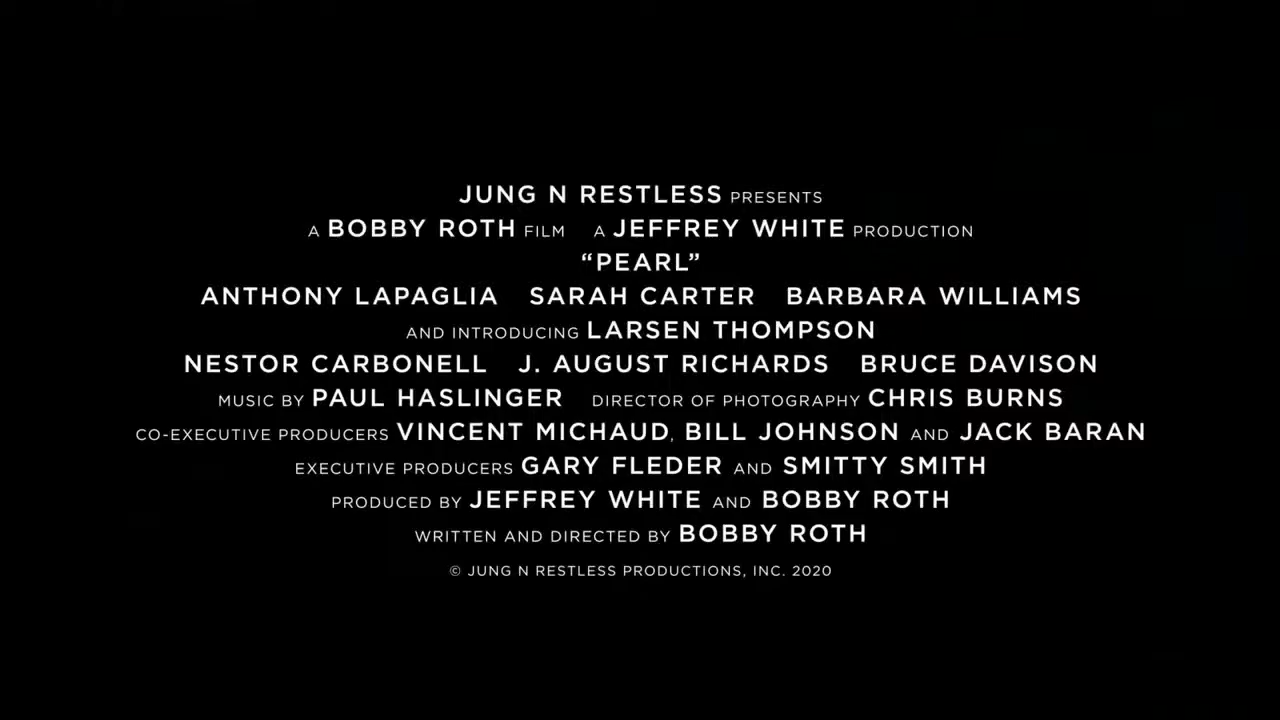 JUNG N RESTLESS PRESENTS
A BOBBY ROTH FILM A JEFFREY WHITE PRODUCTION
“PEARL”
ANTHONY LAPAGLIA SARAH CARTER BARBARA WILLIAMS
AND INTRODUCING LARSEN THOMPSON
NESTOR CARBONELL J. AUGUST RICHARDS BRUCE DAVISON
MUSIC BY PAUL HASLINGER DIRECTOR OF PHOTOGRAPHY CHRIS BURNS
CO-EXECUTIVE PRODUCERS VINCENT MICHAUD, BILL JOHNSON AND JACK BARAN
EXECUTIVE PRODUCERS GARY FLEDER AND SMITTY SMITH
PRODUCED BY JEFFREY WHITE AND BOBBY ROTH
WRITTEN AND DIRECTED BY BOBBY ROTH
© JUNG N RESTLESS PRODUCTIONS, INC. 2020